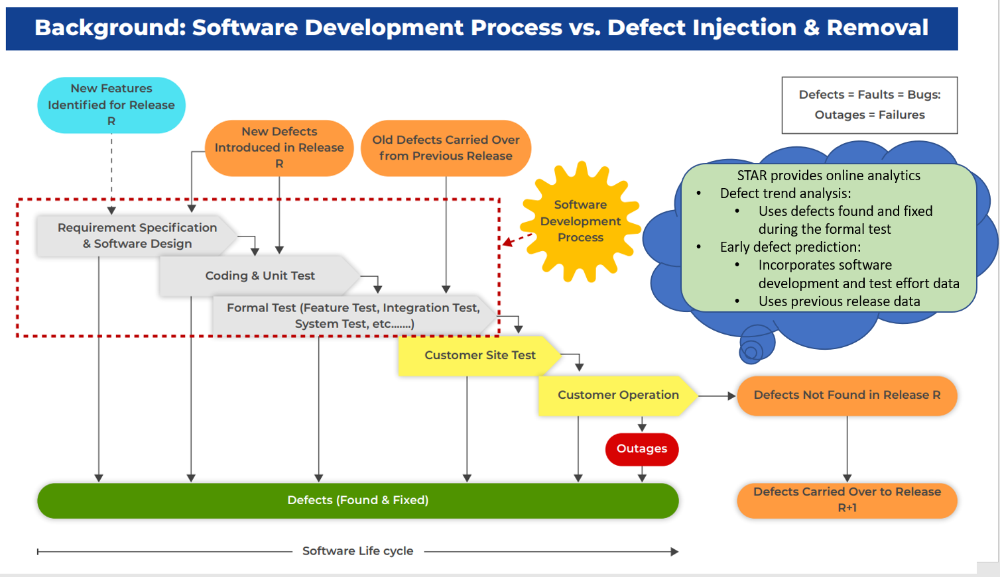 Background: Software Development Process vs. Defect Injection & Removal
New Features
Identified for Release
R
New Defects
Introduced in Release
R
Old Defects Carried Over
from Previous Release
Defects = Faults = Bugs:
Outages = Failures
Software
Development
Process
STAR provides online analytics
• Defect trend analysis:
• Uses defects found and fixed
during the formal test
• Early defect prediction:
• Incorporates software
development and test effort data
• Uses previous release data
Requirement Specification
& Software Design
Coding & Unit Test
Formal Test (Feature Test, Integration Test,
System Test, etc.......)
Customer Site Test
Customer Operation
Defects Not Found in Release R
Outages
Defects (Found & Fixed)
Defects Carried Over to Release
R+1
Software Life cycle